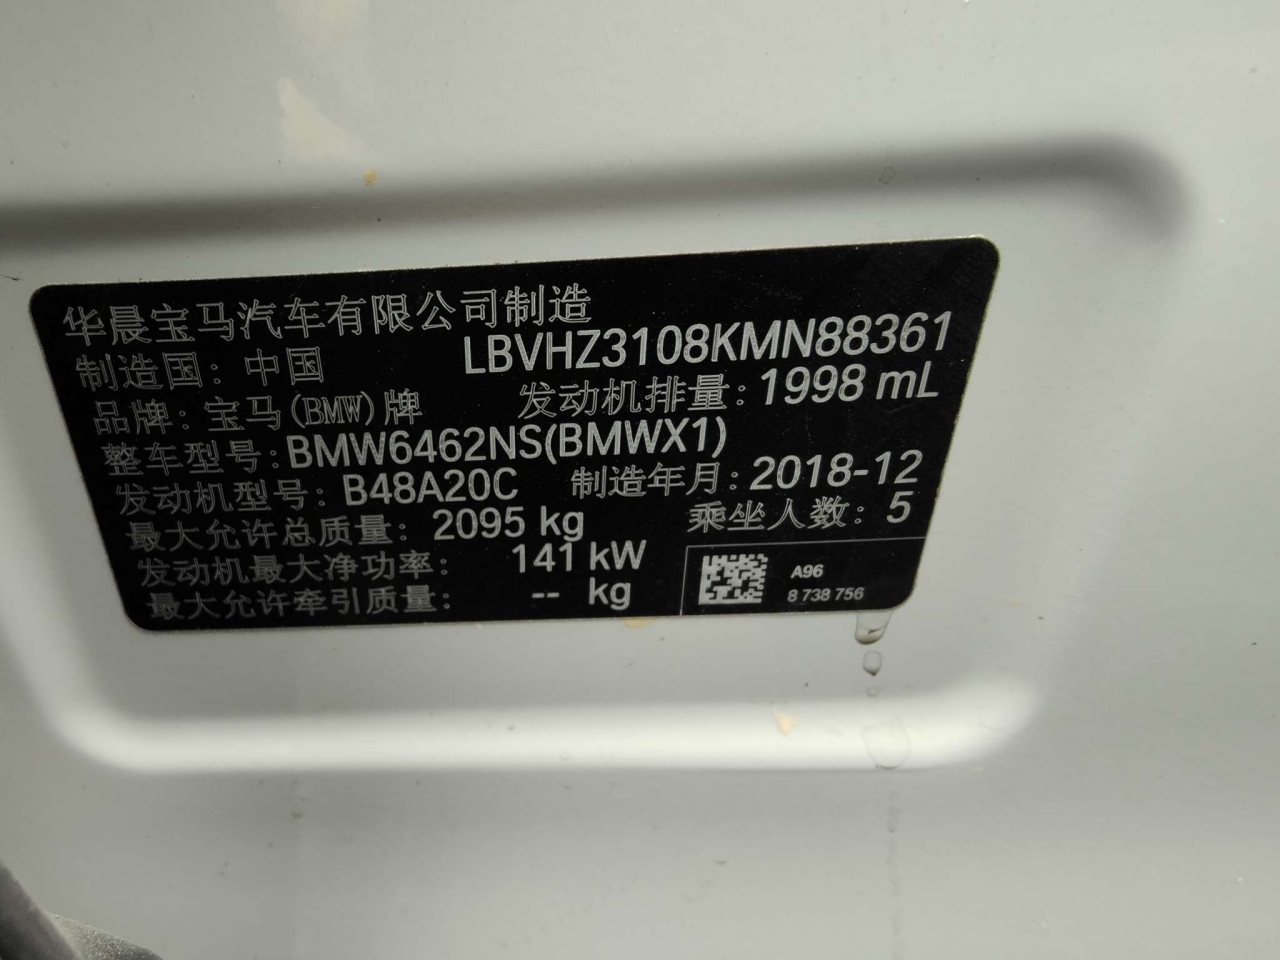 华晨宝马汽车有限公司制造
制造国：中国 LBVHZ3108KMN88361
品牌：宝马(BMW)牌 发动机排量：1998 mL
整车型号：BMW6462NS(BMWX1)
发动机型号：B48A20C 制造年月：2018-12
最大允许总质量：2095 kg 乘坐人数：5
发动机最大净功率：141 kW
最大允许牵引质量：-- kg
A96
8 738 756